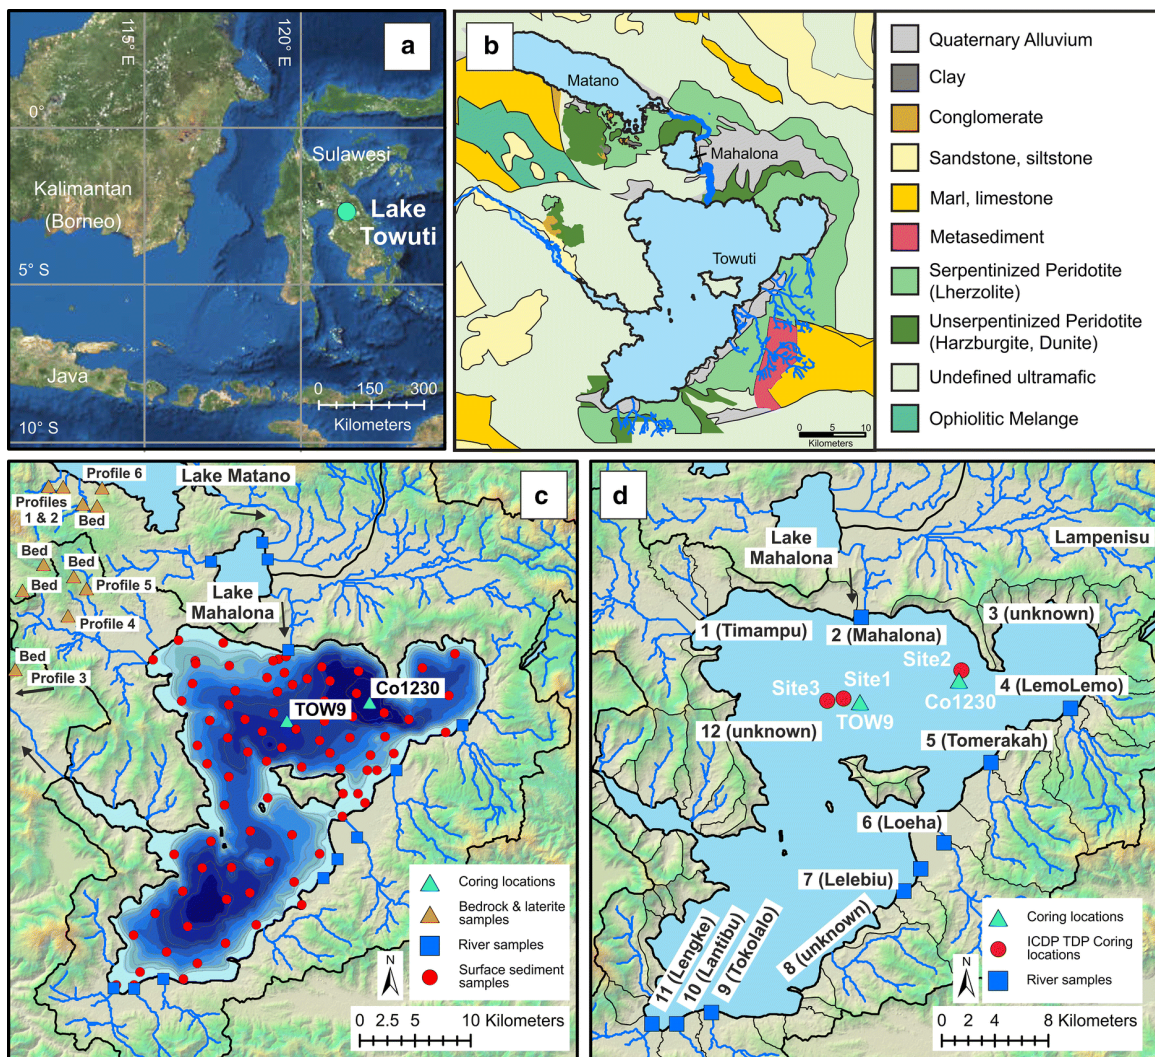 a
115° E
120° E
0°
Sulawesi
Kalimantan
(Borneo)
Lake
Towuti
5° S
Java
0 150 300
Kilometers
10° S
b
Matano
Mahalona
Towuti
0 5 10
Kilometers
Quaternary Alluvium
Clay
Conglomerate
Sandstone, siltstone
Marl, limestone
Metasediment
Serpentinized Peridotite
(Lherzolite)
Unserpentinized Peridotite
(Harzburgite, Dunite)
Undefined ultramafic
Ophiolitic Melange
c
Profile 6
Lake Matano
Profiles
1 & 2
Bed
Bed
Bed
Bed
Profile 5
Profile 4
Lake
Mahalona
Bed
Profile 3
Co1230
TOW9
Coring locations
Bedrock & laterite
samples
River samples
Surface sediment
samples
N
0 2.5 5 10 Kilometers
d
Lake
Mahalona
Lampenisu
1 (Timampu)
2 (Mahalona)
3 (unknown)
Site2
Site3
Site1
Co1230
4 (LemoLemo)
TOW9
12 (unknown)
5 (Tomerakah)
6 (Loeha)
7 (Lelebiu)
8 (unknown)
9 (Tokolalo)
10 (Lantibu)
11 (Lengke)
Coring locations
ICDP TDP Coring
locations
River samples
N
0 2 4 8 Kilometers